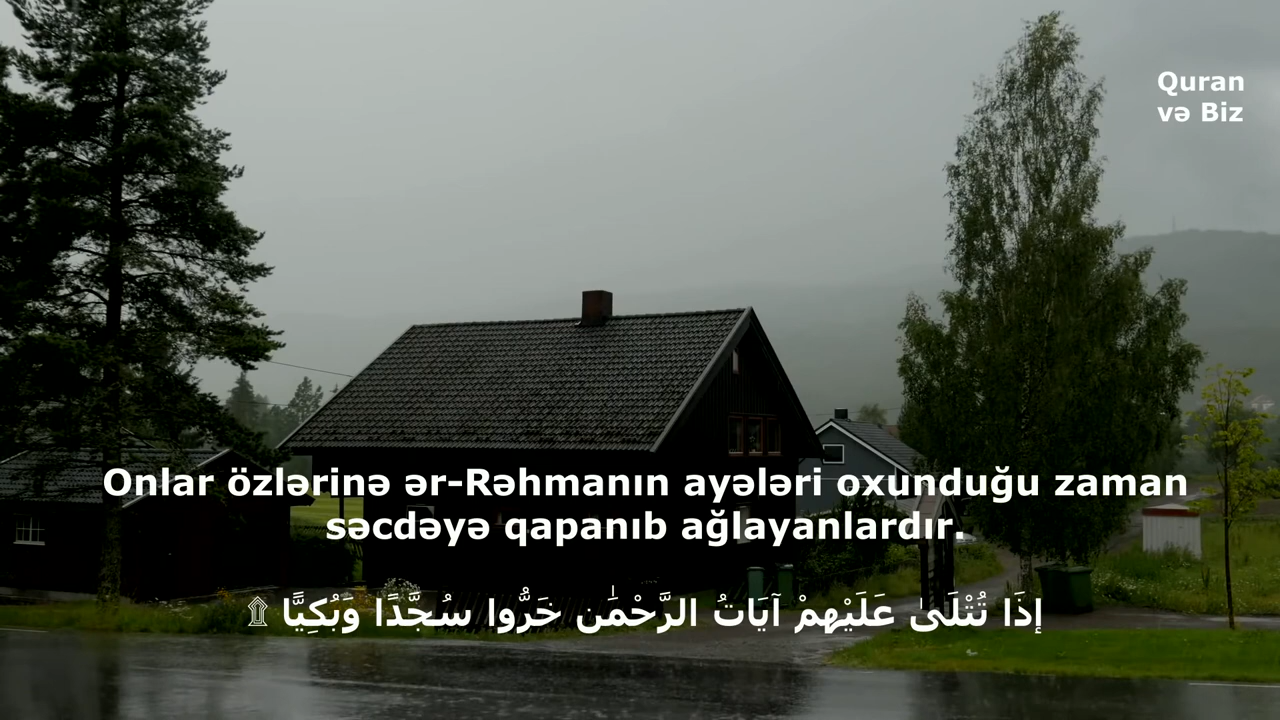 Quran
və Biz
Onlar özlərinə ər-Rəhmanın ayələri oxunduğu zaman
səcdəyə qapanıb ağlayanlardır.
إِذَا تُتْلَىٰ عَلَيْهِمْ آيَاتُ الرَّحْمَٰنِ خَرُّوا سُجَّدًا وَبُكِيًّا ۩